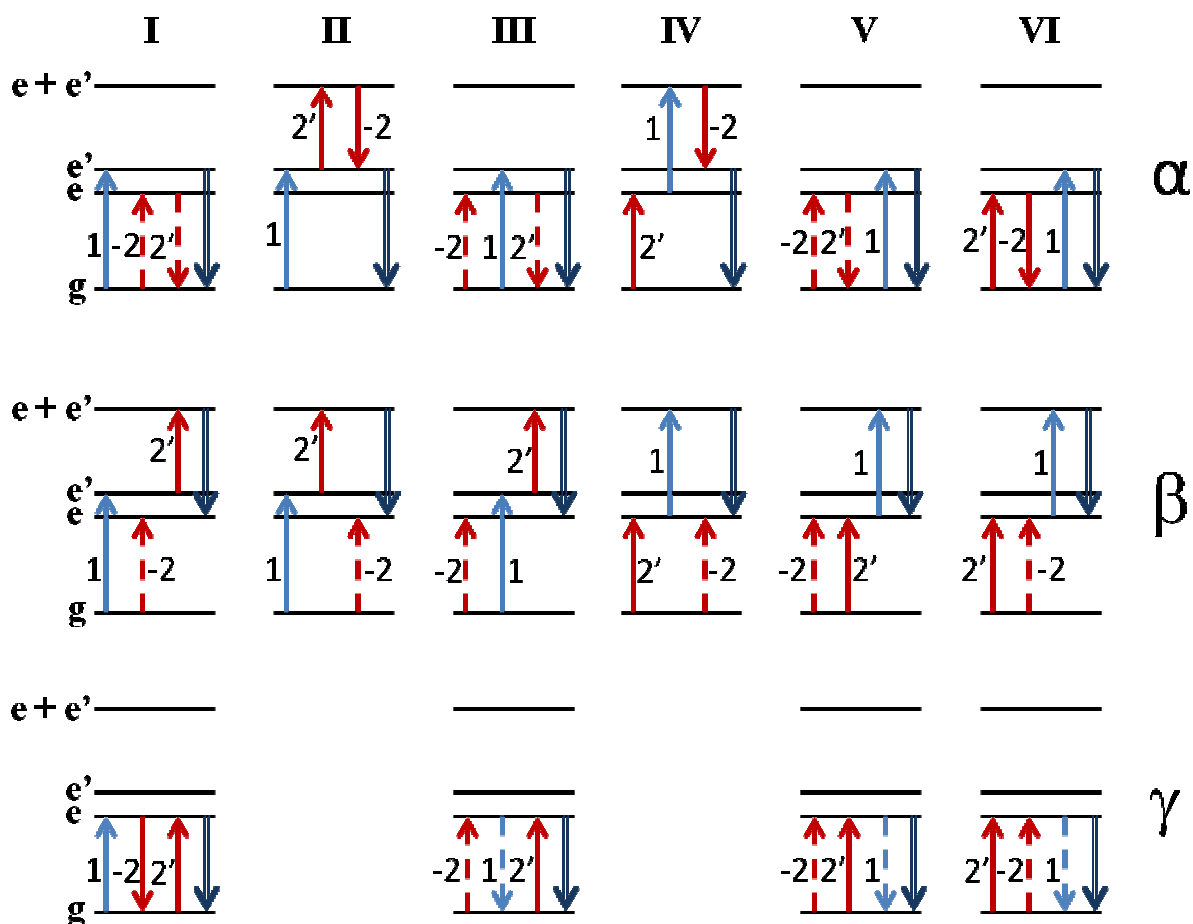 I II III IV V VI
e + e’
2’ -2 1 -2
e’
e
α
1 -2 2’ 1 -2 1 2’ 2’ -2 2’ 1 2’ -2 1
g
e + e’
2’ 2’ 2’ 1 1 1
e’
e
β
1 -2 1 -2 -2 1 2’ -2 -2 2’ 2’ -2
g
e + e’
e’
e
γ
1 -2 2’ -2 1 2’ -2 2’ 1 2’ -2 1
g